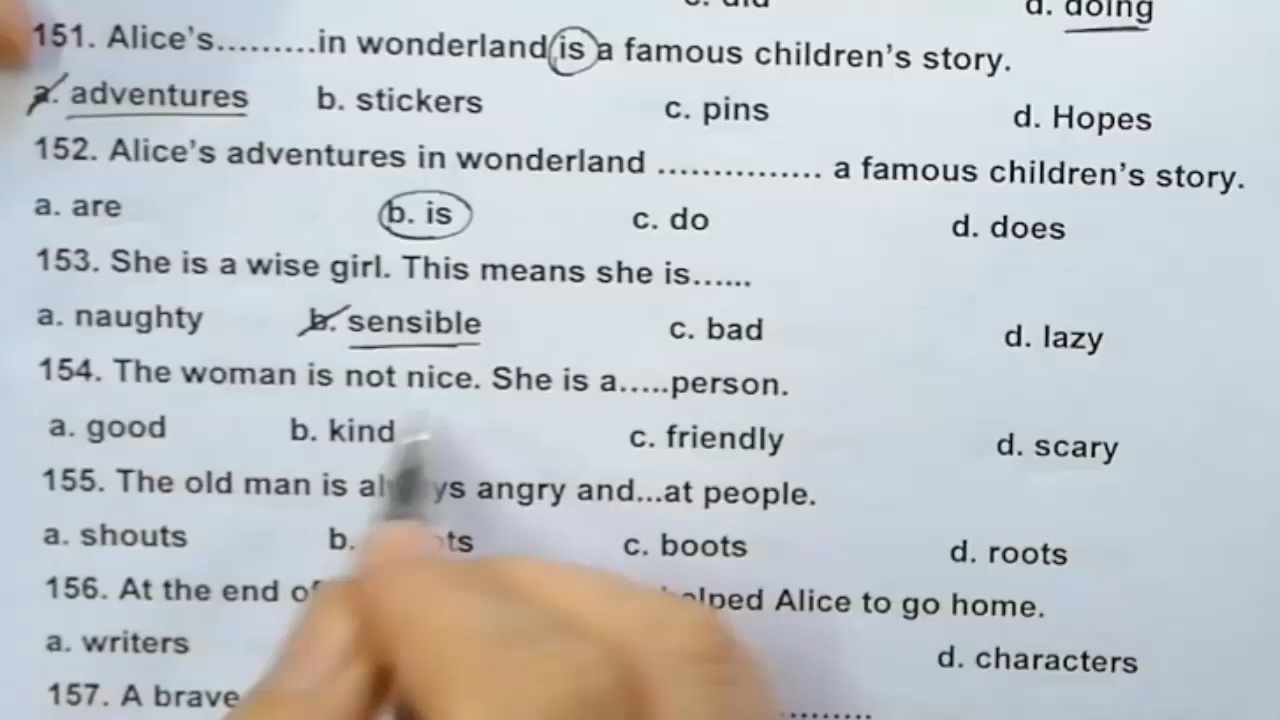 d. doing
151. Alice's.........in wonderland is a famous children's story.
a. adventures b. stickers c. pins d. Hopes
152. Alice's adventures in wonderland ............... a famous children's story.
a. are b. is c. do d. does
153. She is a wise girl. This means she is......
a. naughty b. sensible c. bad d. lazy
154. The woman is not nice. She is a.....person.
a. good b. kind c. friendly d. scary
155. The old man is always angry and...at people.
a. shouts b. c. boots d. roots
156. At the end of Alice to go home.
a. writers d. characters
157. A brave ........